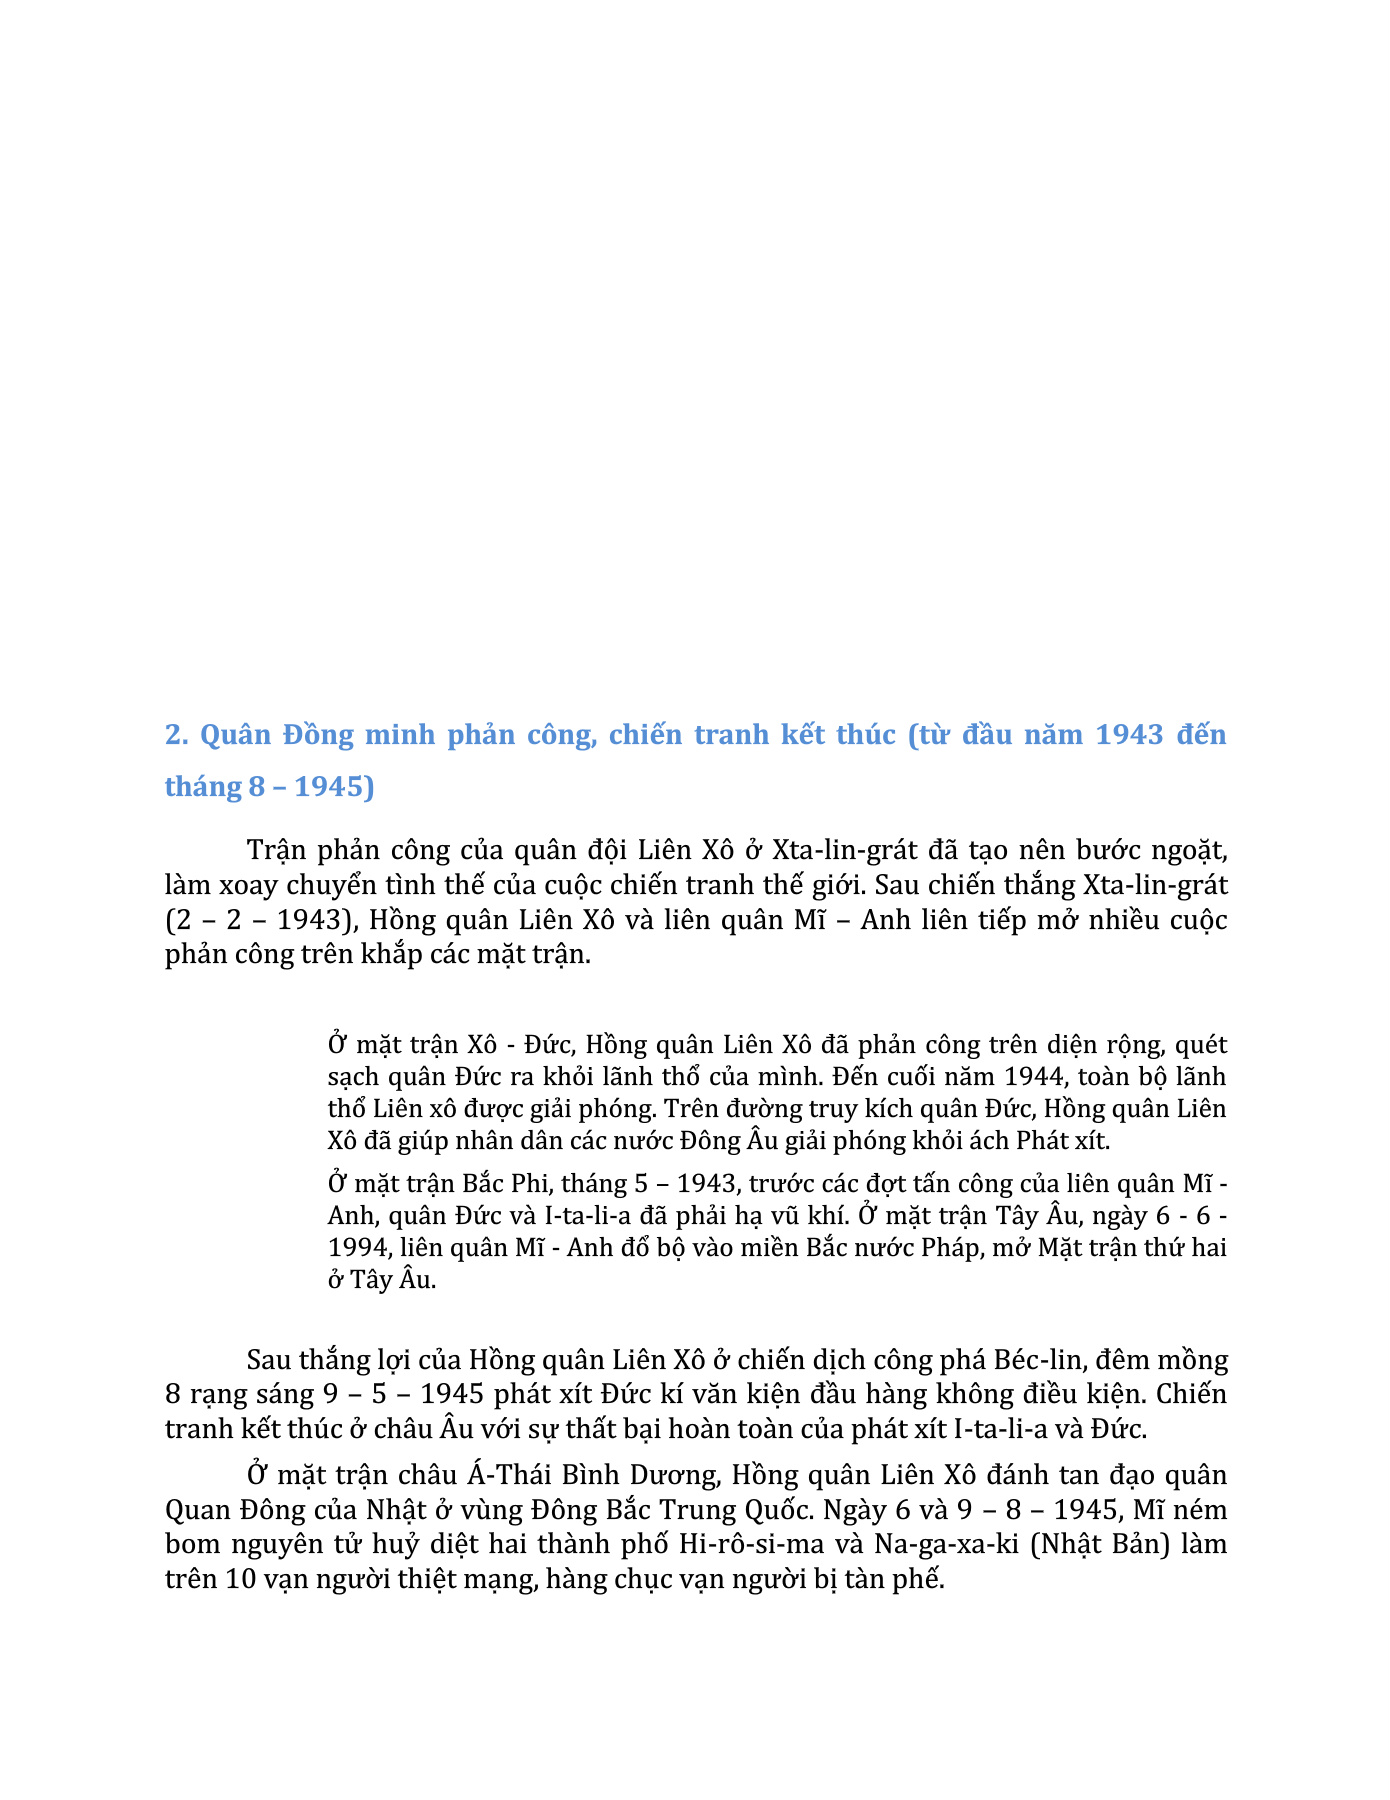 2. Quân Đồng minh phản công, chiến tranh kết thúc (từ đầu năm 1943 đến
tháng 8 – 1945)
Trận phản công của quân đội Liên Xô ở Xta-lin-grát đã tạo nên bước ngoặt,
làm xoay chuyển tình thế của cuộc chiến tranh thế giới. Sau chiến thắng Xta-lin-grát
(2 – 2 – 1943), Hồng quân Liên Xô và liên quân Mĩ – Anh liên tiếp mở nhiều cuộc
phản công trên khắp các mặt trận.
Ở mặt trận Xô - Đức, Hồng quân Liên Xô đã phản công trên diện rộng, quét
sạch quân Đức ra khỏi lãnh thổ của mình. Đến cuối năm 1944, toàn bộ lãnh
thổ Liên xô được giải phóng. Trên đường truy kích quân Đức, Hồng quân Liên
Xô đã giúp nhân dân các nước Đông Âu giải phóng khỏi ách Phát xít.
Ở mặt trận Bắc Phi, tháng 5 – 1943, trước các đợt tấn công của liên quân Mĩ -
Anh, quân Đức và I-ta-li-a đã phải hạ vũ khí. Ở mặt trận Tây Âu, ngày 6 - 6 -
1994, liên quân Mĩ - Anh đổ bộ vào miền Bắc nước Pháp, mở Mặt trận thứ hai
ở Tây Âu.
Sau thắng lợi của Hồng quân Liên Xô ở chiến dịch công phá Béc-lin, đêm mồng
8 rạng sáng 9 – 5 – 1945 phát xít Đức kí văn kiện đầu hàng không điều kiện. Chiến
tranh kết thúc ở châu Âu với sự thất bại hoàn toàn của phát xít I-ta-li-a và Đức.
Ở mặt trận châu Á-Thái Bình Dương, Hồng quân Liên Xô đánh tan đạo quân
Quan Đông của Nhật ở vùng Đông Bắc Trung Quốc. Ngày 6 và 9 – 8 – 1945, Mĩ ném
bom nguyên tử huỷ diệt hai thành phố Hi-rô-si-ma và Na-ga-xa-ki (Nhật Bản) làm
trên 10 vạn người thiệt mạng, hàng chục vạn người bị tàn phế.